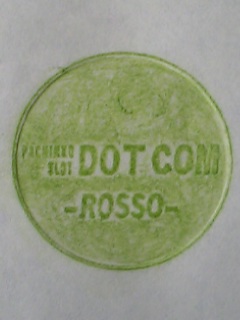 PACHINKO
SLOT DOT COM
-ROSSO-